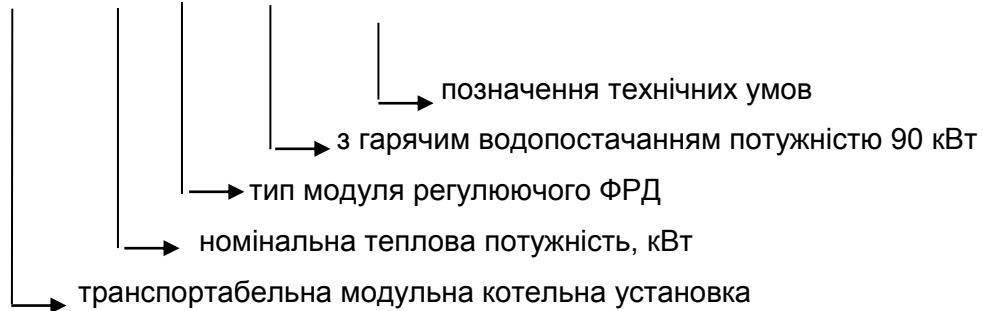 позначення технічних умов
з гарячим водопостачанням потужністю 90 кВт
тип модуля регулюючого ФРД
номінальна теплова потужність, кВт
транспортабельна модульна котельна установка